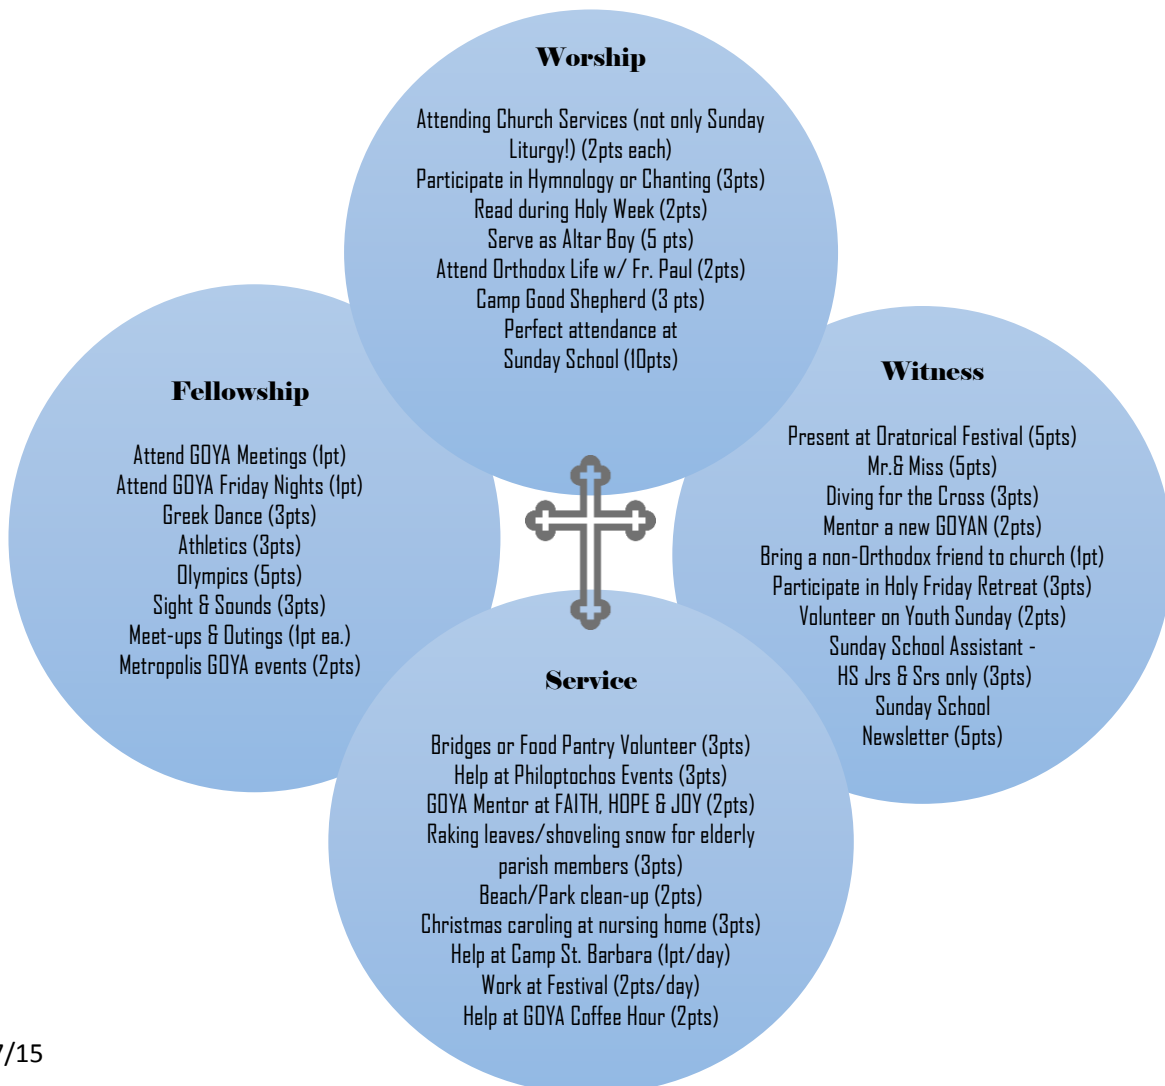 Worship
Attending Church Services (not only Sunday
Liturgy!) (2pts each)
Participate in Hymnology or Chanting (3pts)
Read during Holy Week (2pts)
Serve as Altar Boy (5 pts)
Attend Orthodox Life w/ Fr. Paul (2pts)
Camp Good Shepherd (3 pts)
Perfect attendance at
Sunday School (10pts)
Fellowship
Attend GOYA Meetings (1pt)
Attend GOYA Friday Nights (1pt)
Greek Dance (3pts)
Athletics (3pts)
Olympics (5pts)
Sight & Sounds (3pts)
Meet-ups & Outings (1pt ea.)
Metropolis GOYA events (2pts)
Witness
Present at Oratorical Festival (5pts)
Mr.& Miss (5pts)
Diving for the Cross (3pts)
Mentor a new GOYAN (2pts)
Bring a non-Orthodox friend to church (1pt)
Participate in Holy Friday Retreat (3pts)
Volunteer on Youth Sunday (2pts)
Sunday School Assistant -
HS Jrs & Srs only (3pts)
Sunday School
Newsletter (5pts)
Service
Bridges or Food Pantry Volunteer (3pts)
Help at Philoptochos Events (3pts)
GOYA Mentor at FAITH, HOPE & JOY (2pts)
Raking leaves/shoveling snow for elderly
parish members (3pts)
Beach/Park clean-up (2pts)
Christmas caroling at nursing home (3pts)
Help at Camp St. Barbara (1pt/day)
Work at Festival (2pts/day)
Help at GOYA Coffee Hour (2pts)
/15